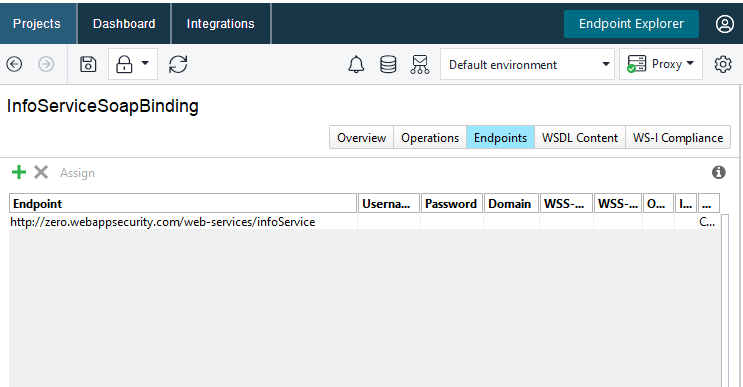 Projects Dashboard Integrations Endpoint Explorer
Default environment Proxy
InfoServiceSoapBinding
Overview Operations Endpoints WSDL Content WS-I Compliance
Assign
Endpoint Userna... Password Domain WSS-... WSS-... O... I... ...
http://zero.webappsecurity.com/web-services/infoService C...